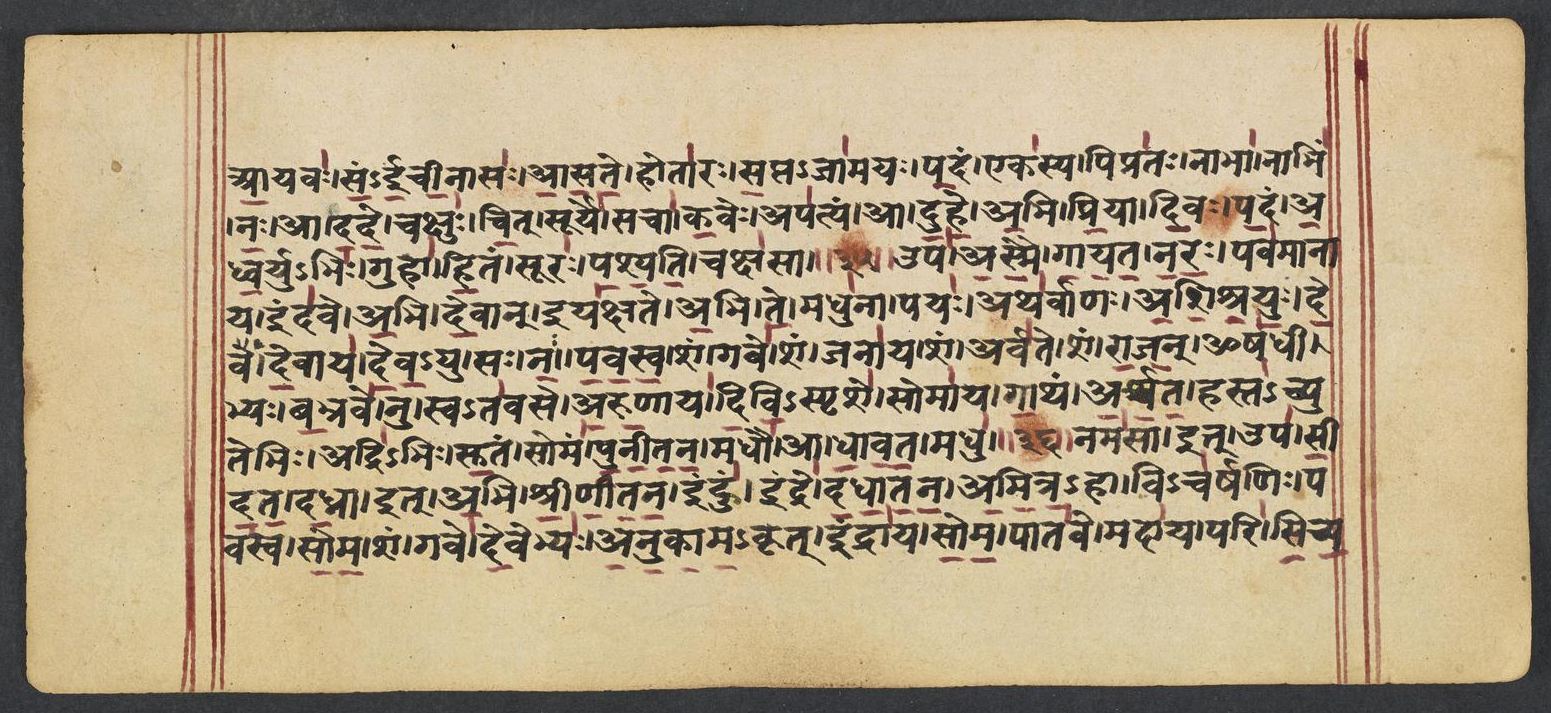 आयवः।संऽईचीनासः।आसते।होतारः।सप्तऽजामयः।पदं।एकस्य।पिप्रतः।नाभा।नाभिं
।नः।आ।ददे।चक्षुः।चित्।सूर्ये।सचा।कवेः।अपत्यं।आ।दुहे।अभि।प्रिया।दिवः।पदं।अ
ध्वर्युऽभिः।गुहा।हितं।सूरः।पश्यति।चक्षसा॥ उप।अस्मै।गायत।नरः।पवमाना
य।इंदवे।अभि।देवान्।इयक्षते।अभि।ते।मधुना।पयः।अथर्वाणः।अशिश्रयुः।दे
वं।देवाय।देवऽयु।सः।नः।पवस्व।शं।गवे।शं।जनाय।शं।अर्वते।शं।राजन्।ओषधी।
भ्यः।बभ्रवे।नु।स्वऽतवसे।अरुणाय।दिविऽस्पृशे।सोमाय।गाथं।अर्चत।हस्तऽच्यु
तेभिः।अद्रिऽभिः।सुतं।सोमं।पुनीतन।मधौ।आ।धावत।मधु॥३६॥नमसा।इत्।उप।सी
दत।दध्ना।इत्।अभि।श्रीणीतन।इंदुं।इंद्रे।दधातन।अमित्रऽहा।विऽचर्षणिः।प
वस्व।सोम।शं।गवे।देवेभ्यः।अनुकामऽकृत्।इंद्राय।सोम।पातवे।मदाय।परि।सिच्य